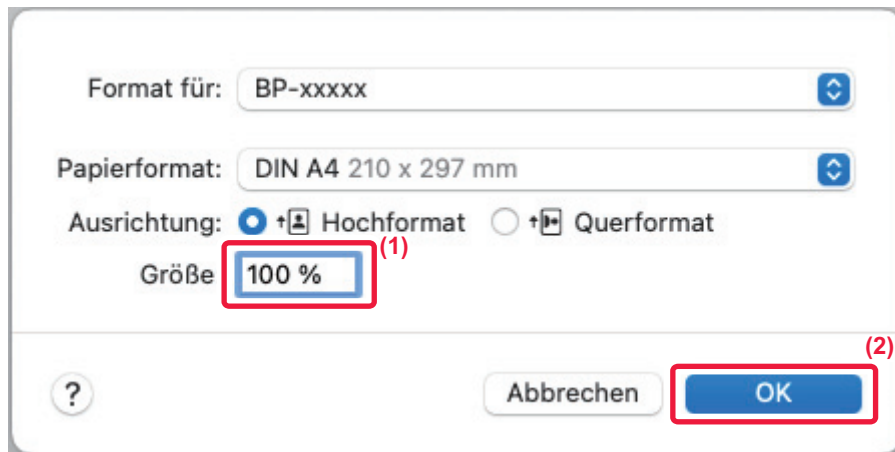 Format für: BP-xxxxx
Papierformat: DIN A4 210 x 297 mm
Ausrichtung: Hochformat Querformat
(1)
Größe 100 %
(2)
? Abbrechen OK